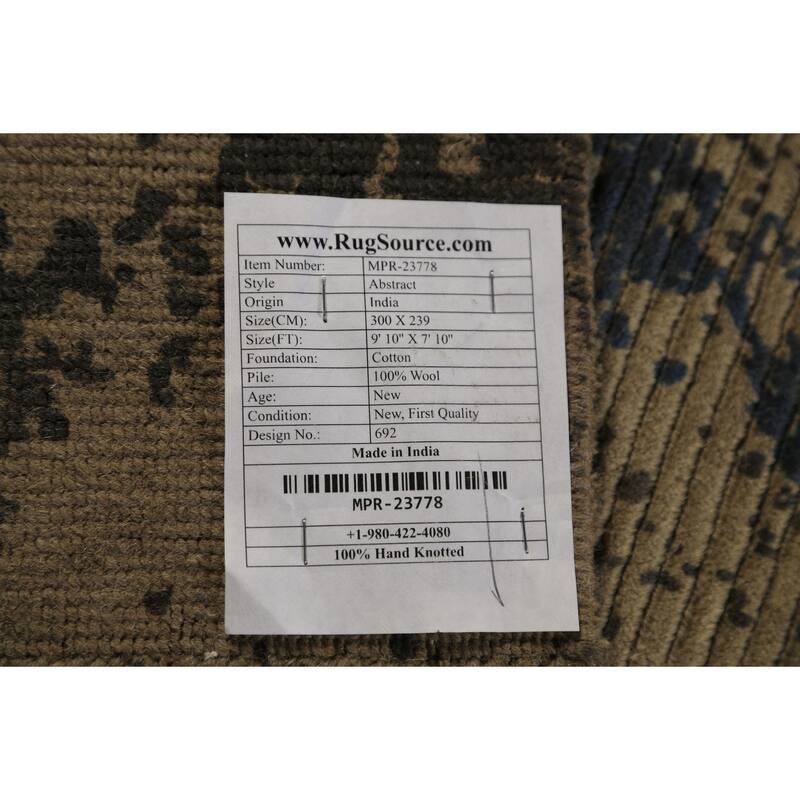 www.RugSource.com
Item Number: MPR-23778
Style Abstract
Origin India
Size(CM): 300 X 239
Size(FT): 9' 10" X 7' 10"
Foundation: Cotton
Pile: 100% Wool
Age: New
Condition: New, First Quality
Design No.: 692
Made in India
MPR-23778
+1-980-422-4080
100% Hand Knotted